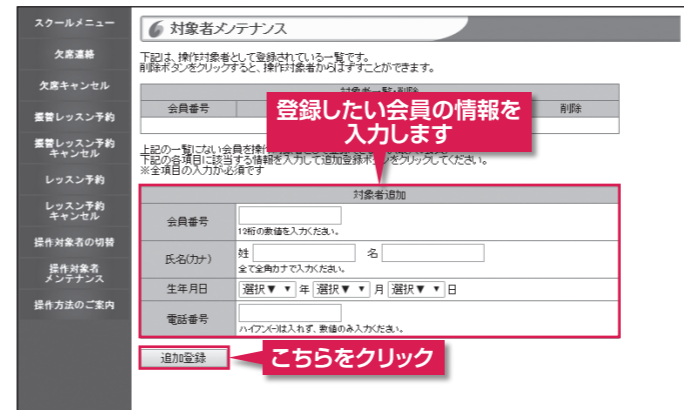 スクールメニュー
欠席連絡
欠席キャンセル
振替レッスン予約
振替レッスン予約
キャンセル
レッスン予約
レッスン予約
キャンセル
操作対象者の切替
操作対象者
メンテナンス
操作方法のご案内
対象者メンテナンス
下記は、操作対象者として登録されている一覧です。
削除ボタンをクリックすると、操作対象者からはずすことができます。
会員番号
削除
登録したい会員の情報を
入力します
上記の一覧にない会員を操
下記の各項目に該当する情報を入力して追加登録ボタンをクリックしてください。
※全項目の入力が必須です
対象者追加
会員番号
12桁の数値を入力ください。
氏名(カナ) 姓 名
全て全角カナで入力ください。
生年月日 選択▼ ▼ 年 選択▼ ▼ 月 選択▼ ▼ 日
電話番号
ハイフン(-)は入れず、数値のみ入力ください。
追加登録
こちらをクリック